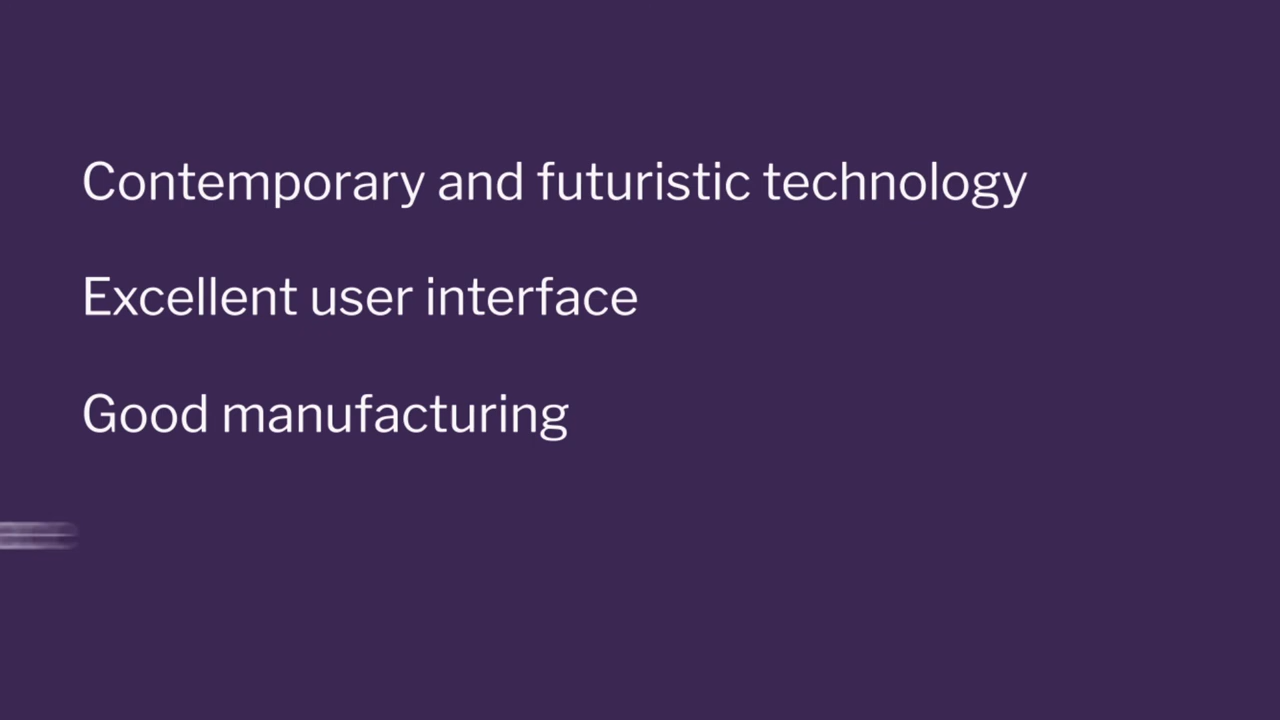 Contemporary and futuristic technology
Excellent user interface
Good manufacturing